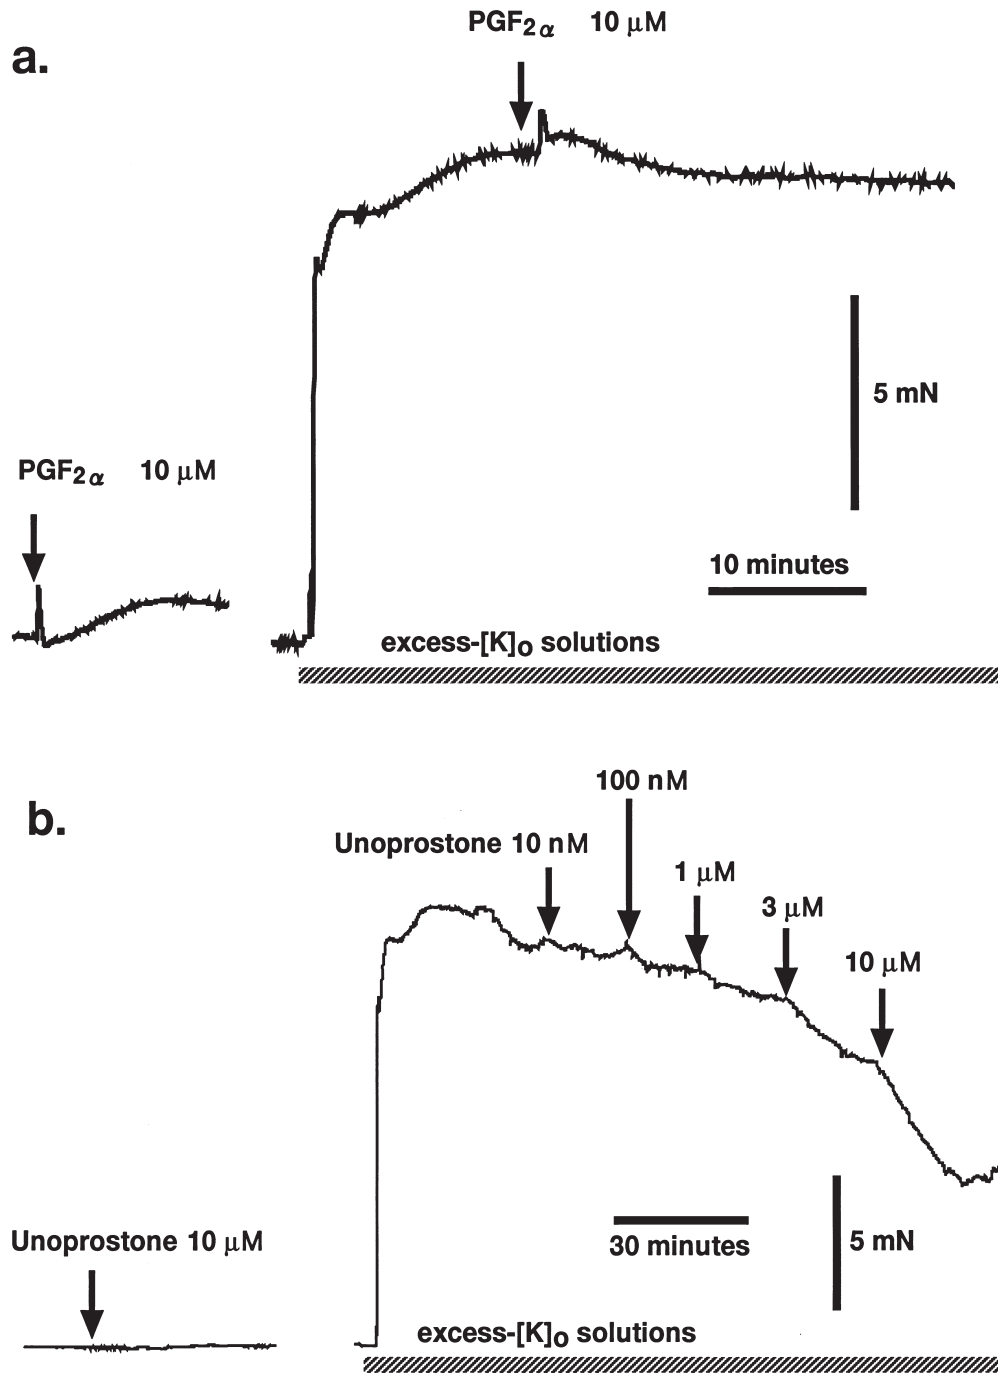 a.
PGF2α 10 μM
5 mN
PGF2α 10 μM
10 minutes
excess-[K]O solutions
b.
100 nM
Unoprostone 10 nM
1 μM
3 μM
10 μM
Unoprostone 10 μM
30 minutes
5 mN
excess-[K]O solutions